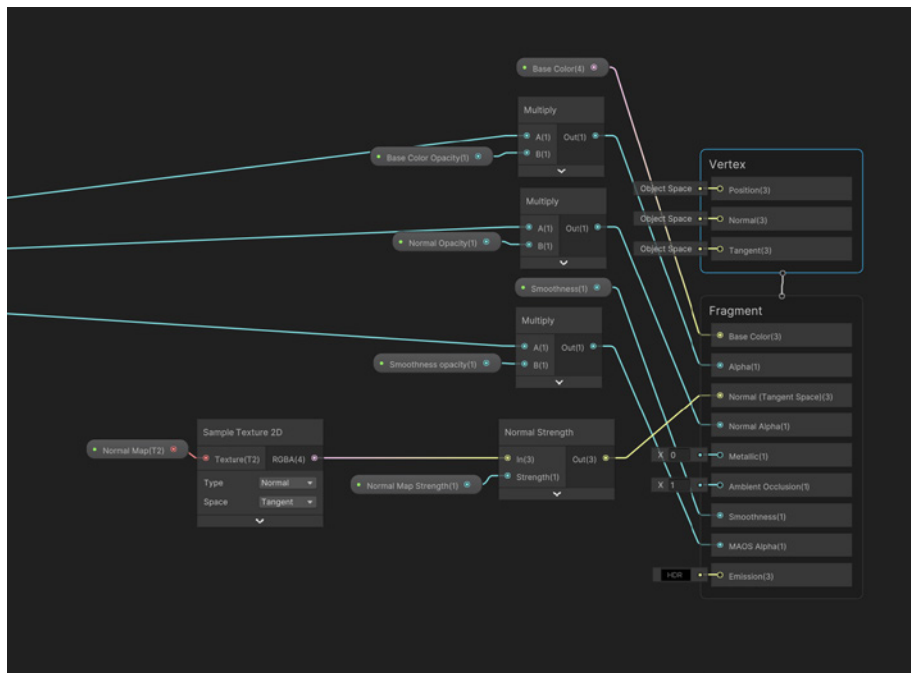 Base Color(4)
Multiply
A(1) Out(1)
B(1)
Base Color Opacity(1)
Multiply
A(1) Out(1)
B(1)
Normal Opacity(1)
Smoothness(1)
Multiply
A(1) Out(1)
B(1)
Smoothness opacity(1)
Normal Map(T2)
Sample Texture 2D
Texture(T2) RGBA(4)
Type Normal
Space Tangent
Normal Map Strength(1)
Normal Strength
In(3) Out(3)
Strength(1)
Vertex
Object Space Position(3)
Object Space Normal(3)
Object Space Tangent(3)
Fragment
Base Color(3)
Alpha(1)
Normal (Tangent Space)(3)
Normal Alpha(1)
X 0 Metallic(1)
X 1 Ambient Occlusion(1)
Smoothness(1)
MAOS Alpha(1)
HDR Emission(3)